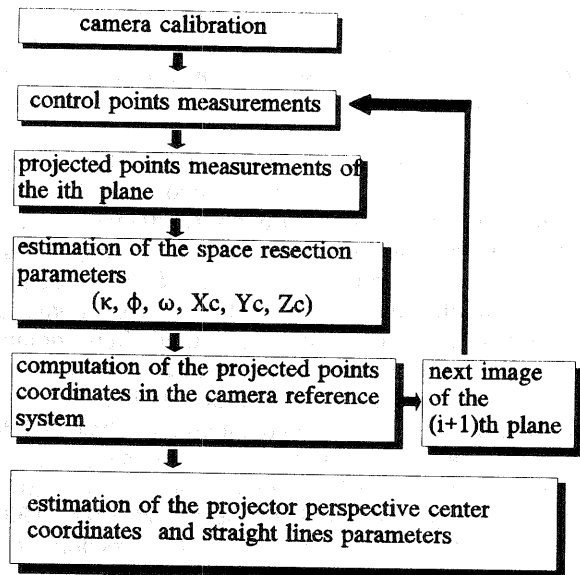 camera calibration
control points measurements
projected points measurements of
the ith plane
estimation of the space resection
parameters
(κ, ϕ, ω, Xc, Yc, Zc)
computation of the projected points
coordinates in the camera reference
system
next image
of the
(i+1)th plane
estimation of the projector perspective center
coordinates and straight lines parameters